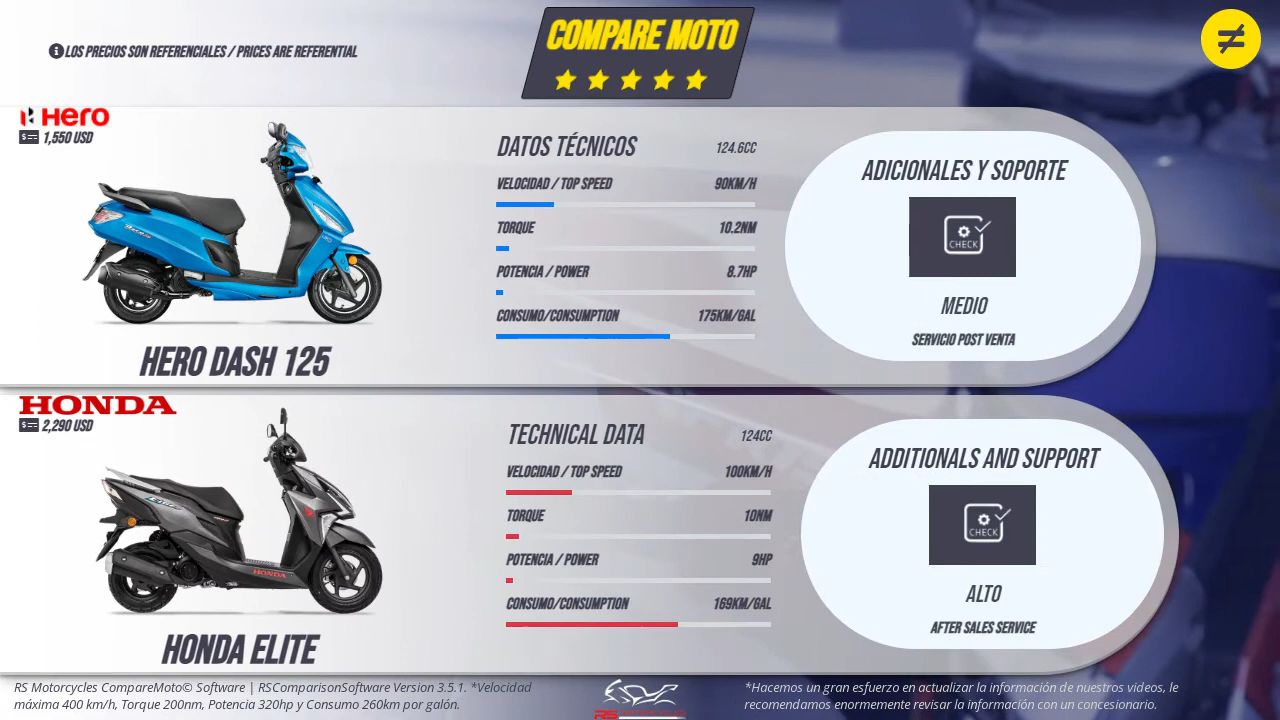 LOS PRECIOS SON REFERENCIALES / PRICES ARE REFERENTIAL
COMPARE MOTO
Hero
1,550 USD
HERO DASH 125
DATOS TÉCNICOS 124.6CC
VELOCIDAD / TOP SPEED 90KM/H
TORQUE 10.2NM
POTENCIA / POWER 8.7HP
CONSUMO/CONSUMPTION 175KM/GAL
ADICIONALES Y SOPORTE
CHECK
MEDIO
SERVICIO POST VENTA
HONDA
2,290 USD
HONDA
HONDA ELITE
TECHNICAL DATA 124CC
VELOCIDAD / TOP SPEED 100KM/H
TORQUE 10NM
POTENCIA / POWER 9HP
CONSUMO/CONSUMPTION 169KM/GAL
ADDITIONALS AND SUPPORT
CHECK
ALTO
AFTER SALES SERVICE
RS Motorcycles CompareMoto© Software | RSComparisonSoftware Version 3.5.1. *Velocidad
máxima 400 km/h, Torque 200nm, Potencia 320hp y Consumo 260km por galón.
RS
*Hacemos un gran esfuerzo en actualizar la información de nuestros videos, le
recomendamos enormemente revisar la información con un concesionario.